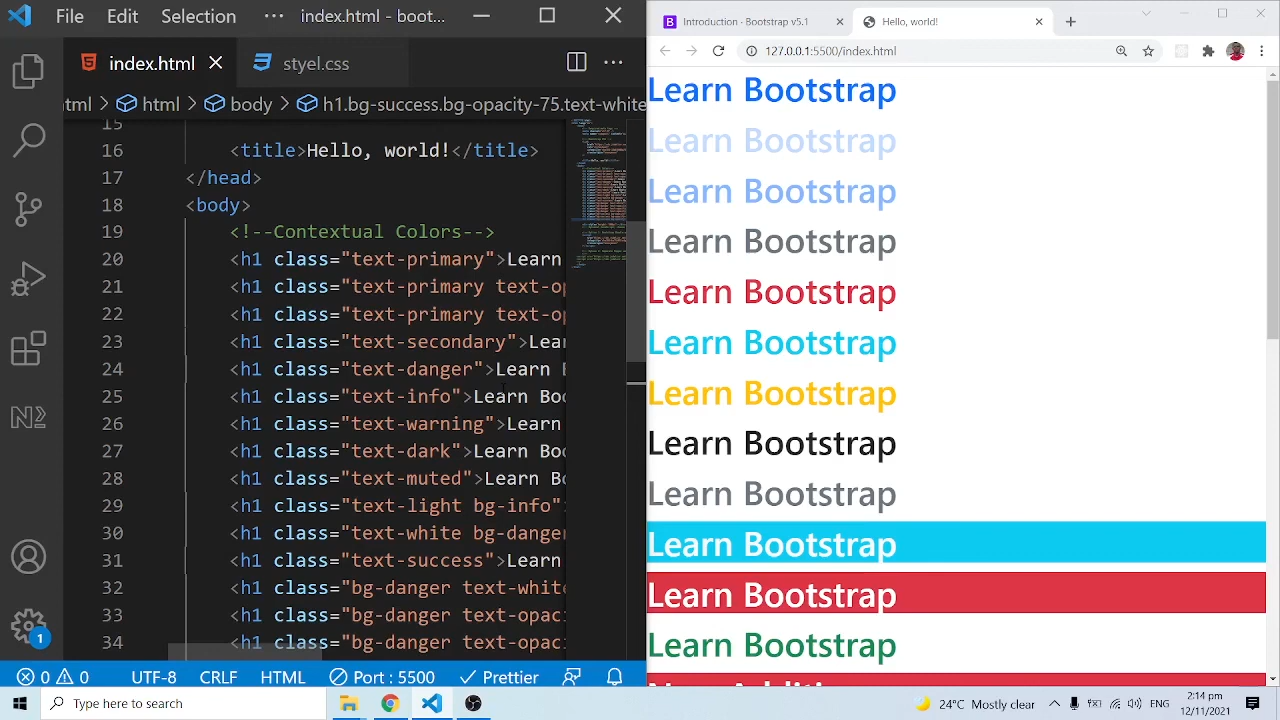 File Edit Selection ··· index.html - Boots...
index.html
styel.css
tml > html > body > h1.bg-success.bg-opacity-75.text-white
15
16 <title>Hello, world!</title>
17 </head>
18 <body>
19 <!--Contextual Colors-->
20 <h1 class="text-primary">Learn
21 <h1 class="text-primary text-op
22 <h1 class="text-primary text-op
23 <h1 class="text-secondary">Lea
24 <h1 class="text-danger">Learn B
25 <h1 class="text-info">Learn Boo
26 <h1 class="text-warning">Learn
27 <h1 class="text-dark">Learn Boo
28 <h1 class="text-muted">Learn Bo
29 <h1 class="text-light bg-info"
30 <h1 class="text-white bg-danger
31 <h1 class="text-success">Learn
32 <h1 class="bg-danger text-whit
33 <h1 class="bg-danger text-opac
34 <h1 class="bg-danger text-opac
1
0 0 UTF-8 CRLF HTML Port : 5500 Prettier
B Introduction · Bootstrap v5.1
Hello, world!
127.0.0.1:5500/index.html
Learn Bootstrap
Learn Bootstrap
Learn Bootstrap
Learn Bootstrap
Learn Bootstrap
Learn Bootstrap
Learn Bootstrap
Learn Bootstrap
Learn Bootstrap
Learn Bootstrap
Learn Bootstrap
Learn Bootstrap
Type here to search
24°C Mostly clear
2:14 pm
12/11/2021